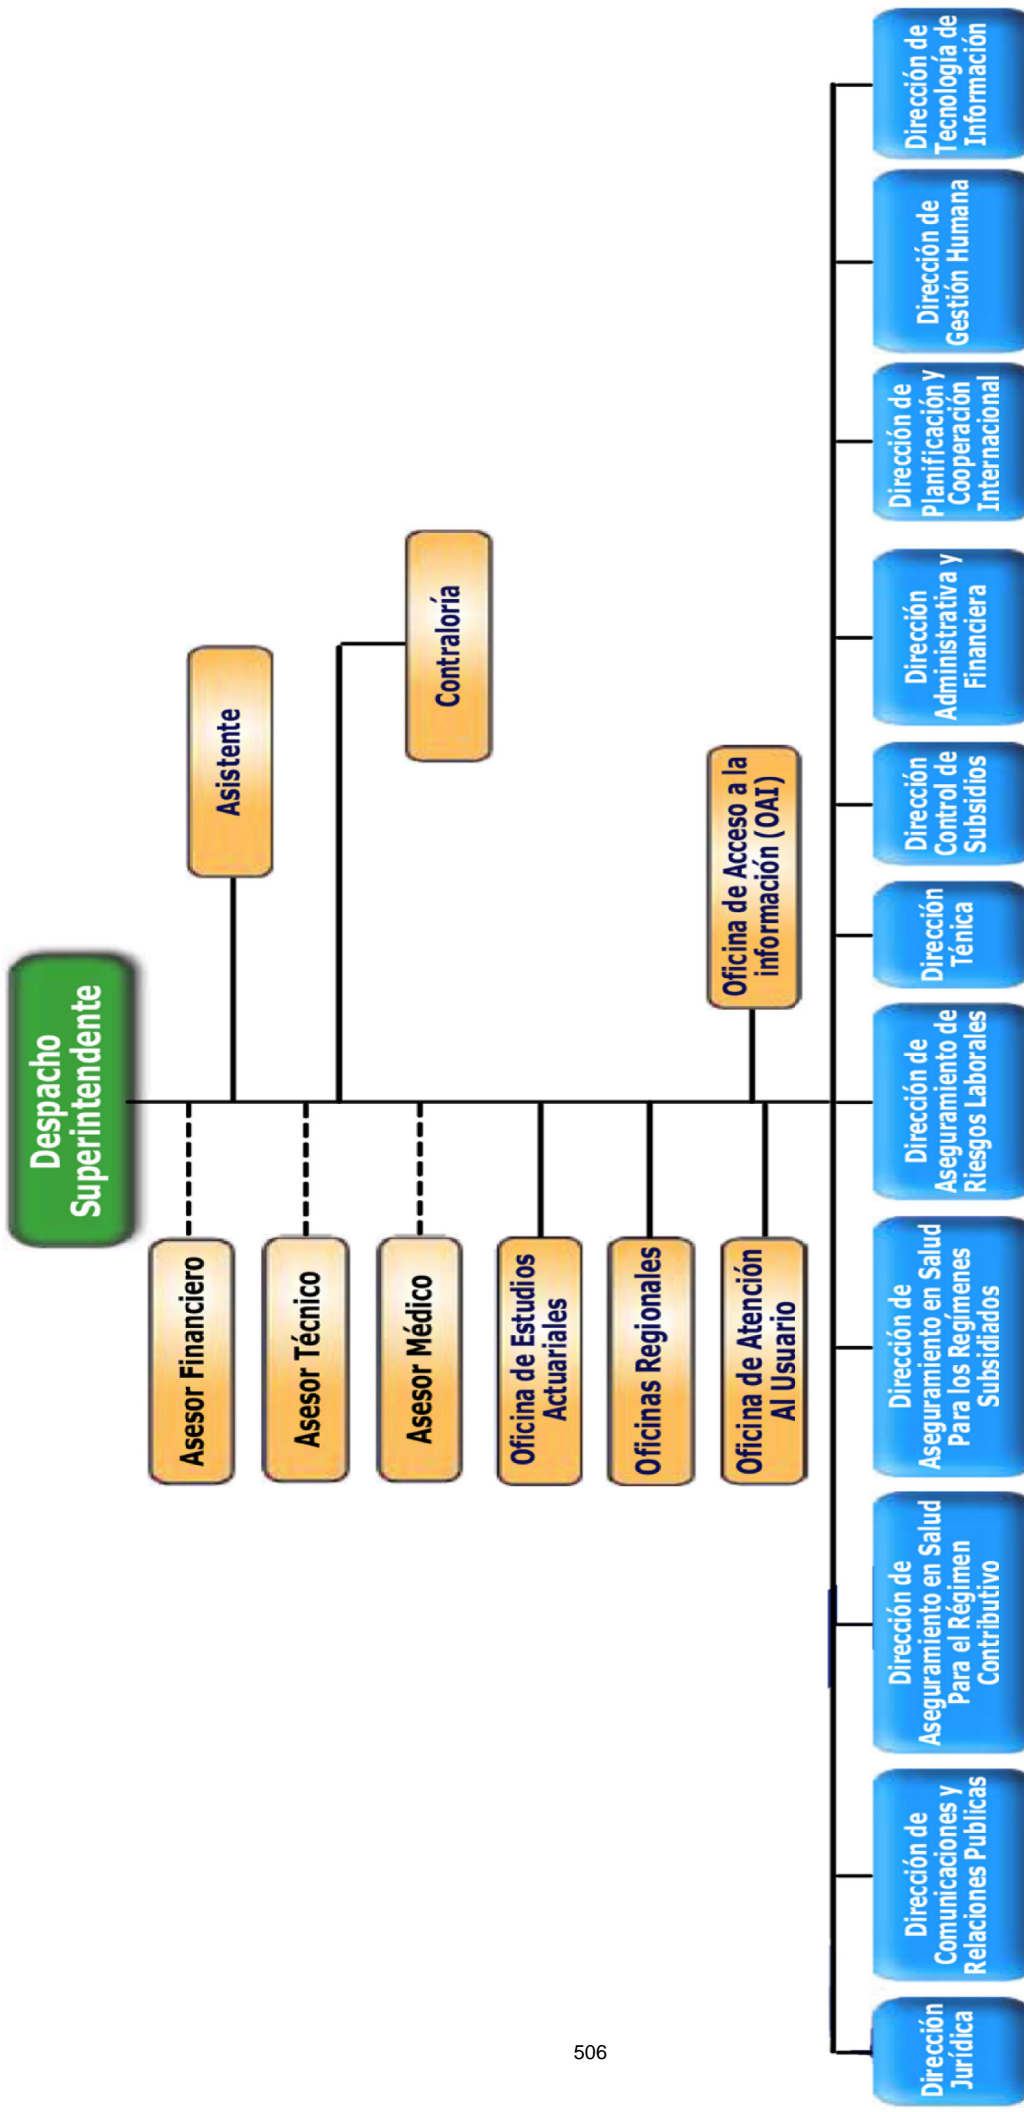 Despacho
Superintendente
Asistente
Contraloría
Asesor Financiero
Asesor Técnico
Asesor Médico
Oficina de Estudios
Actuariales
Oficinas Regionales
Oficina de Acceso a la
información (OAI)
Oficina de Atención
Al Usuario
Dirección
Jurídica
Dirección de
Comunicaciones y
Relaciones Publicas
Dirección de
Aseguramiento en Salud
Para el Régimen
Contributivo
Dirección de
Aseguramiento en Salud
Para los Regímenes
Subsidiados
Dirección de
Aseguramiento de
Riesgos Laborales
Dirección
Ténica
Dirección
Control de
Subsidios
Dirección
Administrativa y
Financiera
Dirección de
Planificación y
Cooperación
Internacional
Dirección de
Gestión Humana
Dirección de
Tecnología de
Información
506